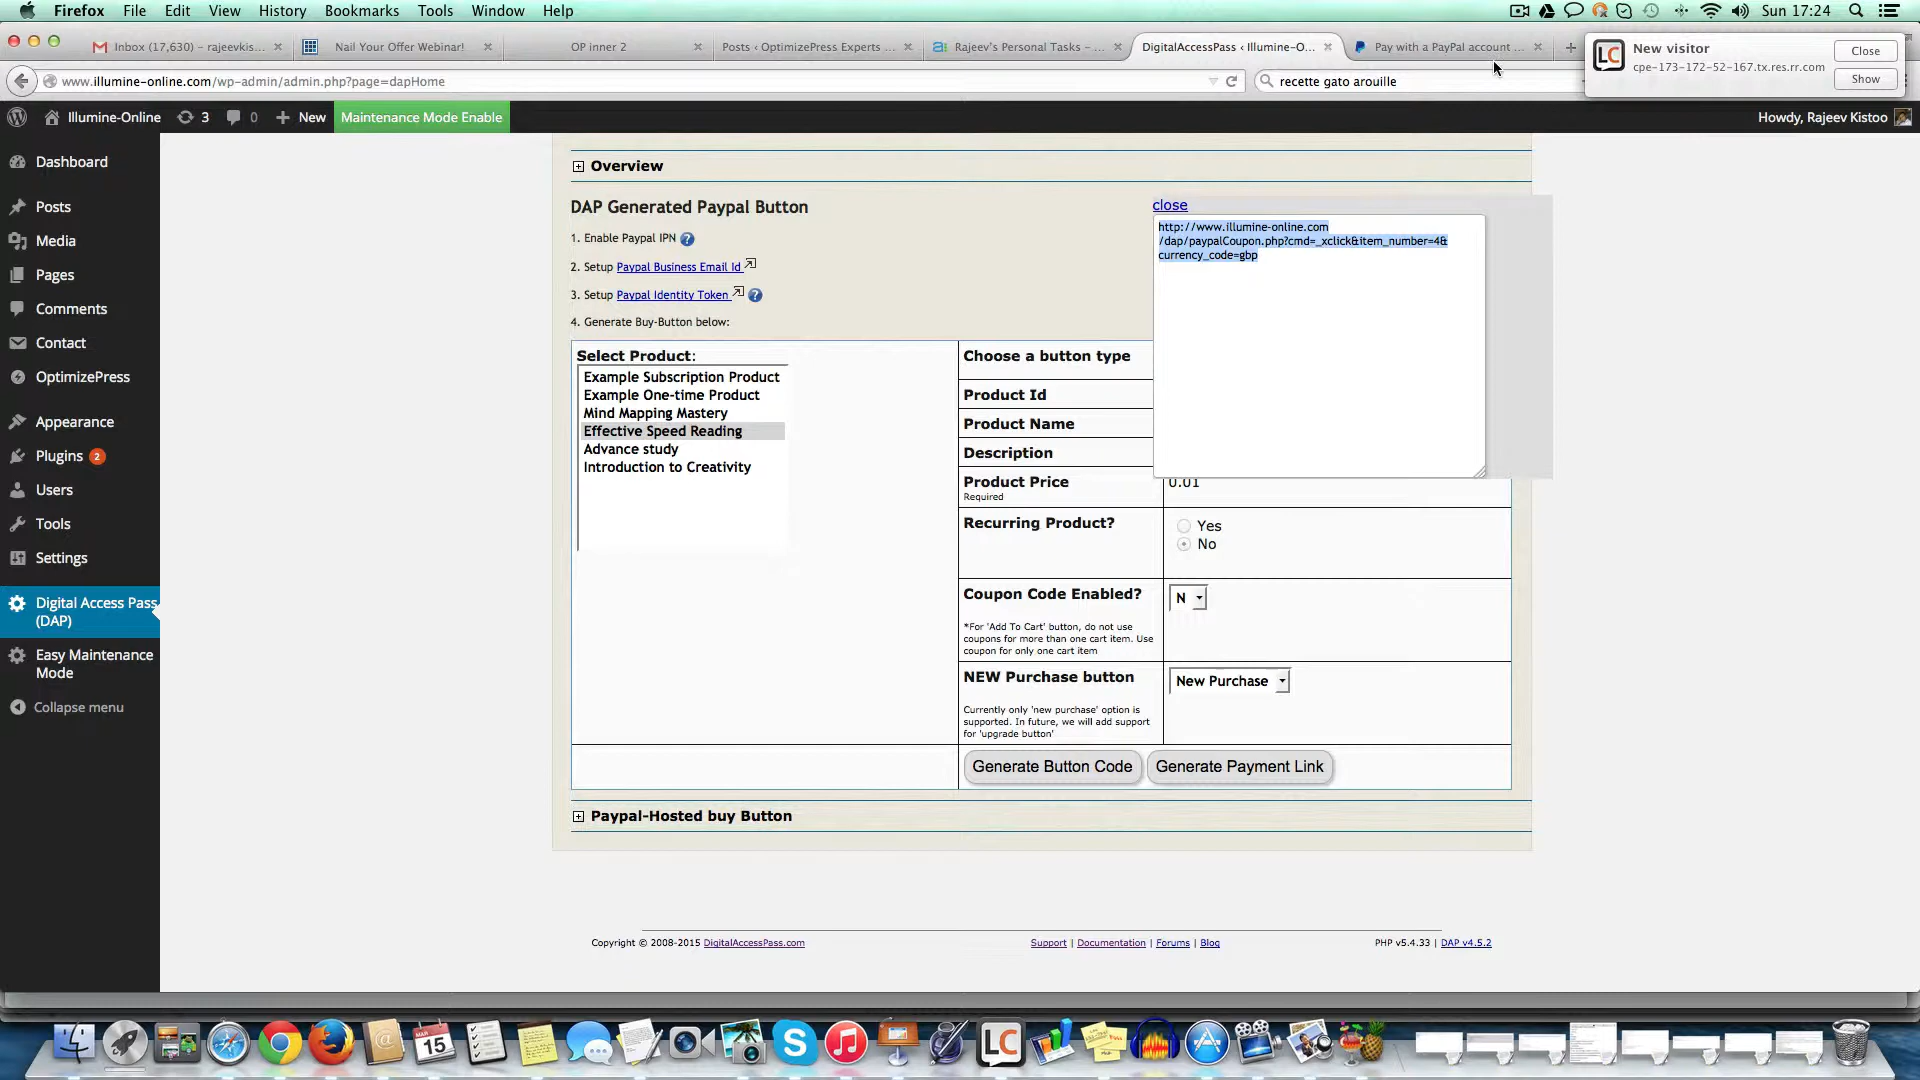 Firefox File Edit View History Bookmarks Tools Window Help
Sun 17:24
Inbox (17,630) – rajeevkis...
Nail Your Offer Webinar!
OP inner 2
Posts ‹ OptimizePress Experts ...
Rajeev's Personal Tasks – ...
DigitalAccessPass ‹ Illumine-O...
Pay with a PayPal account ...
LC
New visitor
cpe-173-172-52-167.tx.res.rr.com
Close
Show
www.illumine-online.com/wp-admin/admin.php?page=dapHome
recette gato arouille
Illumine-Online
3
0
New
Maintenance Mode Enable
Howdy, Rajeev Kistoo
Dashboard
Posts
Media
Pages
Comments
Contact
OptimizePress
Appearance
Plugins 2
Users
Tools
Settings
Digital Access Pass
(DAP)
Easy Maintenance
Mode
Collapse menu
Overview
DAP Generated Paypal Button
1. Enable Paypal IPN ?
2. Setup Paypal Business Email Id
3. Setup Paypal Identity Token ?
4. Generate Buy-Button below:
close
http://www.illumine-online.com
/dap/paypalCoupon.php?cmd=_xclick&item_number=4&
currency_code=gbp
Select Product:
Example Subscription Product
Example One-time Product
Mind Mapping Mastery
Effective Speed Reading
Advance study
Introduction to Creativity
Choose a button type
Product Id
Product Name
Description
Product Price
Required
0.01
Recurring Product?
Yes
No
Coupon Code Enabled?
N
*For 'Add To Cart' button, do not use
coupons for more than one cart item. Use
coupon for only one cart item
NEW Purchase button
New Purchase
Currently only 'new purchase' option is
supported. In future, we will add support
for 'upgrade button'
Generate Button Code
Generate Payment Link
Paypal-Hosted buy Button
Copyright © 2008-2015 DigitalAccessPass.com
Support | Documentation | Forums | Blog
PHP v5.4.33 | DAP v4.5.2
MAR
15
LC